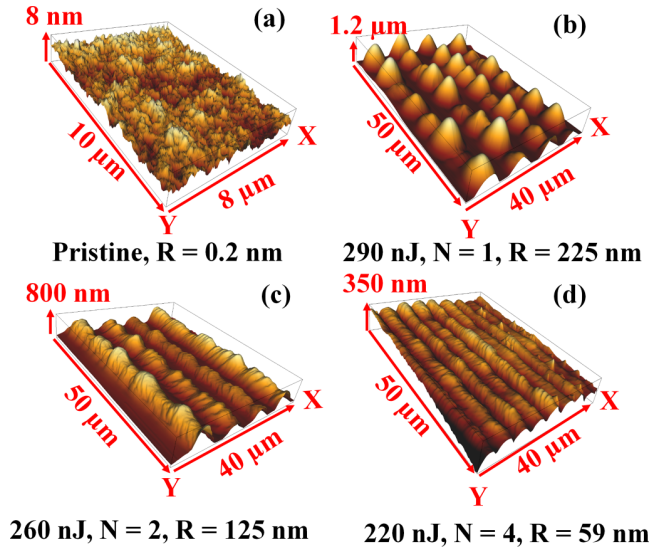 8 nm
(a)
10 μm
8 μm
X
Y
Pristine, R = 0.2 nm
1.2 μm
(b)
50 μm
40 μm
X
Y
290 nJ, N = 1, R = 225 nm
800 nm
(c)
50 μm
40 μm
X
Y
260 nJ, N = 2, R = 125 nm
350 nm
(d)
50 μm
40 μm
X
Y
220 nJ, N = 4, R = 59 nm